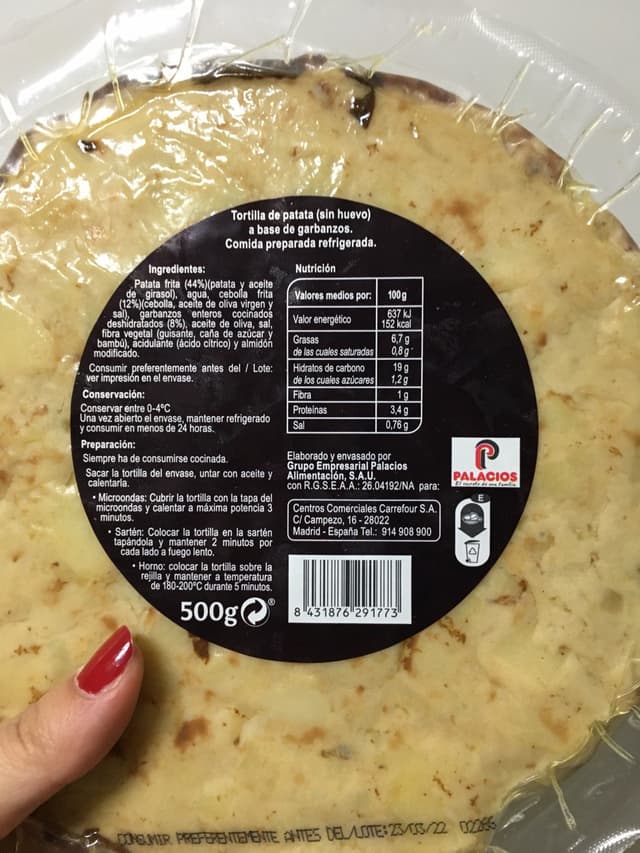 Tortilla de patata (sin huevo)
a base de garbanzos.
Comida preparada refrigerada.
Ingredientes:
Patata frita (44%)(patata y aceite
de girasol), agua, cebolla frita
(12%)(cebolla, aceite de oliva virgen y
sal), garbanzos enteros cocinados
deshidratados (8%), aceite de oliva, sal,
fibra vegetal (guisante, caña de azúcar y
bambú), acidulante (ácido cítrico) y almidón
modificado.
Consumir preferentemente antes del / Lote:
ver impresión en el envase.
Conservación:
Conservar entre 0-4ºC
Una vez abierto el envase, mantener refrigerado
y consumir en menos de 24 horas.
Preparación:
Siempre ha de consumirse cocinada.
Sacar la tortilla del envase, untar con aceite y
calentarla.
• Microondas: Cubrir la tortilla con la tapa del
microondas y calentar a máxima potencia 3
minutos.
• Sartén: Colocar la tortilla en la sartén
tapándola y mantener 2 minutos por
cada lado a fuego lento.
• Horno: colocar la tortilla sobre la
rejilla y mantener a temperatura
de 180-200ºC durante 5 minutos.
500g
Nutrición
Valores medios por: 100 g
Valor energético 637 kJ
152 kcal
Grasas 6,7 g
de las cuales saturadas 0,8 g
Hidratos de carbono 19 g
de los cuales azúcares 1,2 g
Fibra 1 g
Proteínas 3,4 g
Sal 0,76 g
Elaborado y envasado por
Grupo Empresarial Palacios
Alimentación, S.A.U.
con R.G.S.E.A.A.: 26.04192/NA para:
Centros Comerciales Carrefour S.A.
C/ Campezo, 16 - 28022
Madrid - España Tel.: 914 908 900
8 431876 291773
PALACIOS
El secreto de una familia
E
CONSUMIR PREFERENTEMENTE ANTES DEL/LOTE: 23/03/22